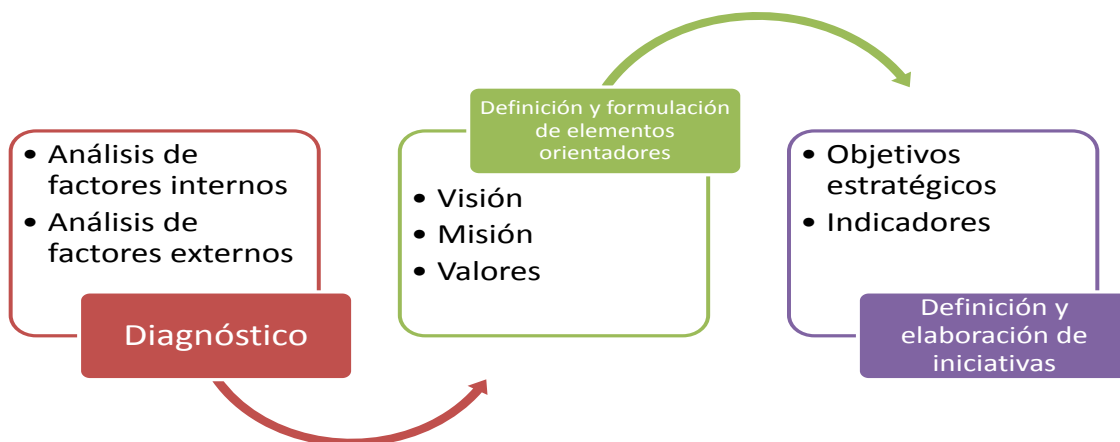 • Análisis de
factores internos
• Análisis de
factores externos
Diagnóstico
Definición y formulación
de elementos
orientadores
• Visión
• Misión
• Valores
• Objetivos
estratégicos
• Indicadores
Definición y
elaboración de
iniciativas